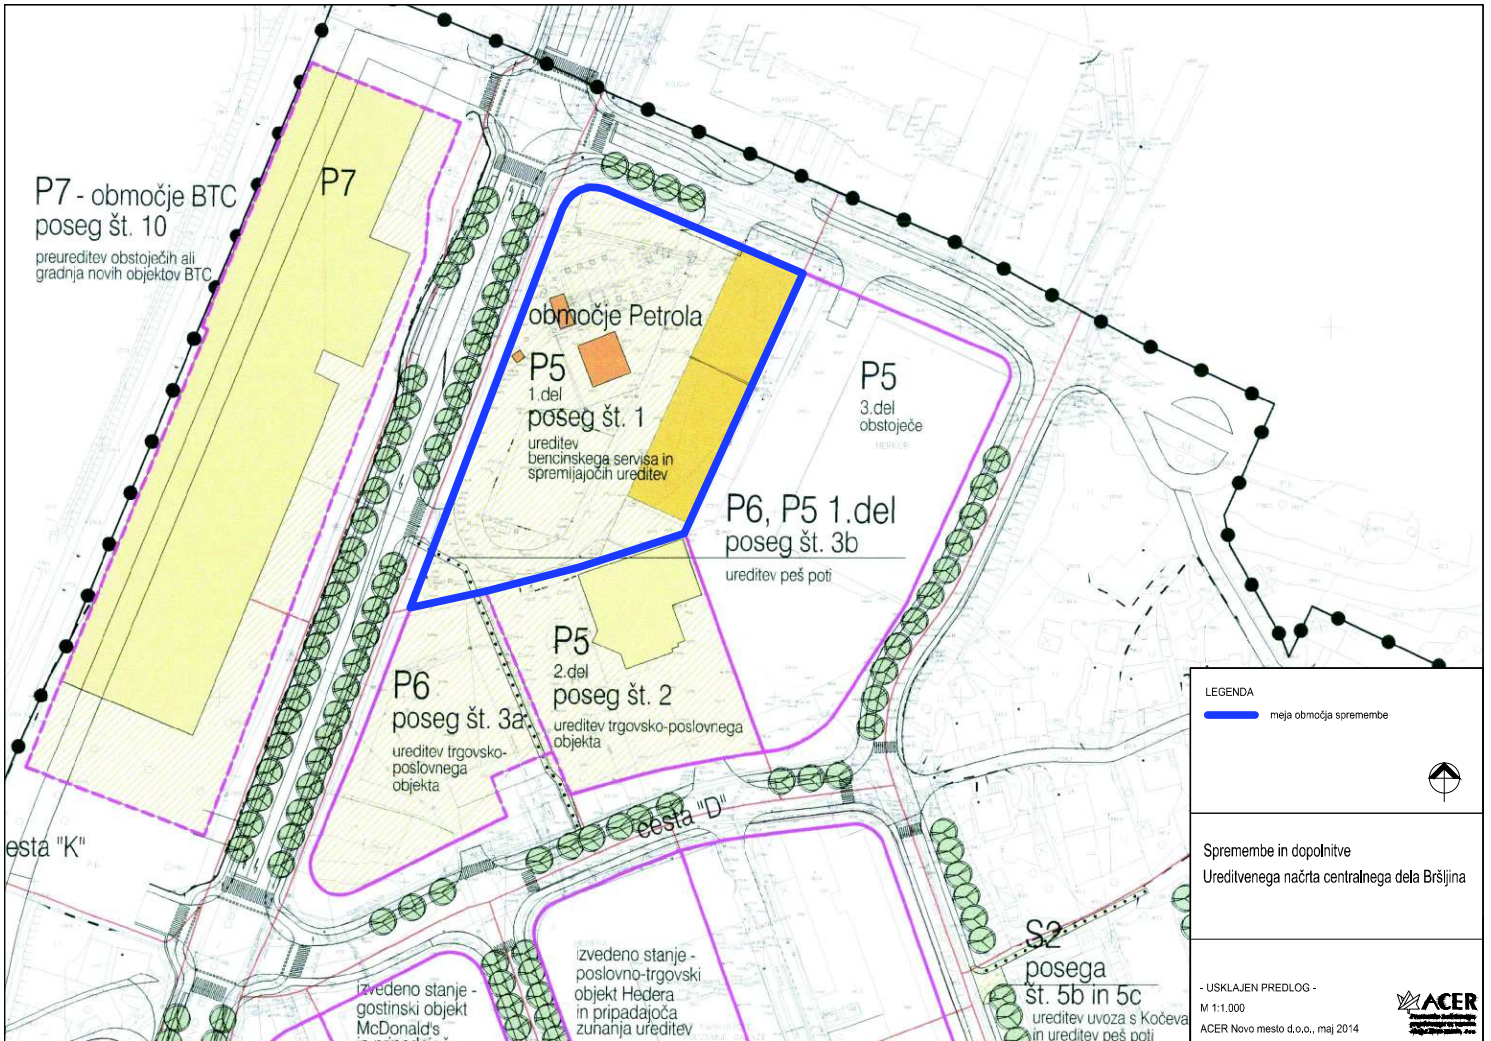 P7 - območje BTC
poseg št. 10
preureditev obstoječih ali
gradnja novih objektov BTC
P7
območje Petrola
P5
1.del
poseg št. 1
ureditev
bencinskega servisa in
spremljajočih ureditev
P5
3.del
obstoječe
MERKUR
P6, P5 1.del
poseg št. 3b
ureditev peš poti
P5
2.del
poseg št. 2
ureditev trgovsko-poslovnega
objekta
P6
poseg št. 3a
ureditev trgovsko-
poslovnega
objekta
esta "K"
cesta "D"
izvedeno stanje -
gostinski objekt
McDonald's
izvedeno stanje -
poslovno-trgovski
objekt Hedera
in pripadajoča
zunanja ureditev
S2
posega
št. 5b in 5c
ureditev uvoza s Kočeva
in ureditev peš poti
LEGENDA
meja območja spremembe
Spremembe in dopolnitve
Ureditvenega načrta centralnega dela Bršljina
- USKLAJEN PREDLOG -
M 1:1.000
ACER Novo mesto d.o.o., maj 2014
ACER